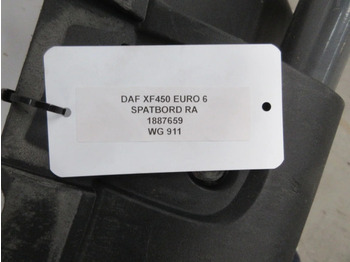 DAF XF450 EURO 6
SPATBORD RA
1887659
WG 911